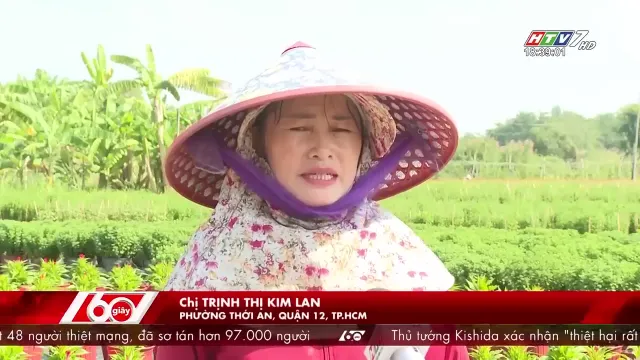 HTV7 HD
18:39:01
60 giây
Chị TRỊNH THỊ KIM LAN
PHƯỜNG THỚI AN, QUẬN 12, TP.HCM
t 48 người thiệt mạng, đã sơ tán hơn 97.000 người 60 Thủ tướng Kishida xác nhận "thiệt hại rất